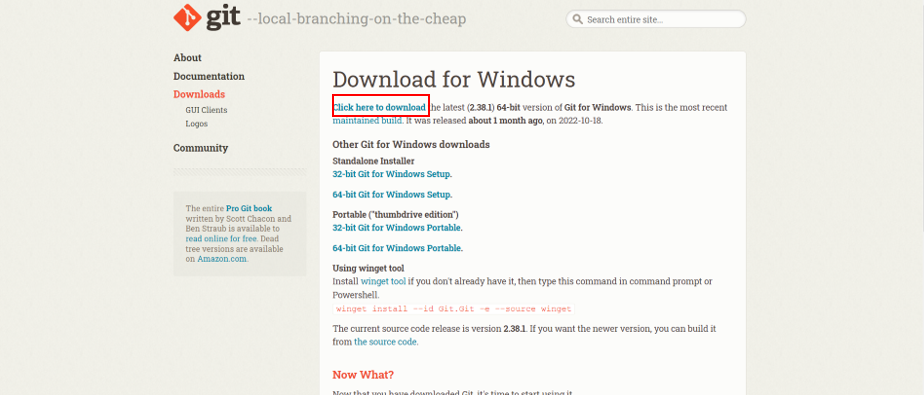 git --local-branching-on-the-cheap
Search entire site...
About
Documentation
Downloads
GUI Clients
Logos
Community
The entire Pro Git book
written by Scott Chacon and
Ben Straub is available to
read online for free. Dead
tree versions are available
on Amazon.com.
Download for Windows
Click here to download the latest (2.38.1) 64-bit version of Git for Windows. This is the most recent
maintained build. It was released about 1 month ago, on 2022-10-18.
Other Git for Windows downloads
Standalone Installer
32-bit Git for Windows Setup.
64-bit Git for Windows Setup.
Portable ("thumbdrive edition")
32-bit Git for Windows Portable.
64-bit Git for Windows Portable.
Using winget tool
Install winget tool if you don't already have it, then type this command in command prompt or
Powershell.
winget install --id Git.Git -e --source winget
The current source code release is version 2.38.1. If you want the newer version, you can build it
from the source code.
Now What?
Now that you have downloaded Git, it's time to start using it.